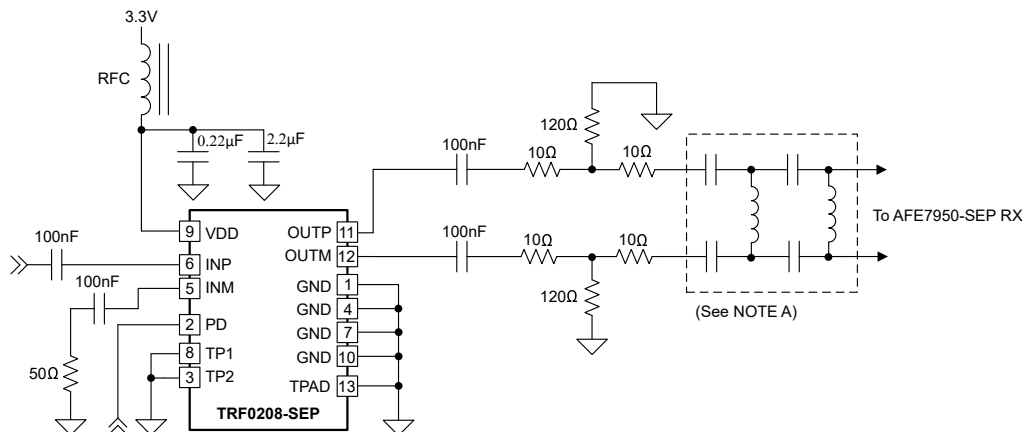 3.3V
RFC
0.22µF
2.2µF
100nF
10Ω
120Ω
10Ω
To AFE7950-SEP RX
9 VDD
OUTP 11
100nF
6 INP
OUTM 12
100nF
10Ω
10Ω
100nF
5 INM
GND 1
120Ω
(See NOTE A)
2 PD
GND 4
8 TP1
GND 7
50Ω
3 TP2
GND 10
TPAD 13
TRF0208-SEP